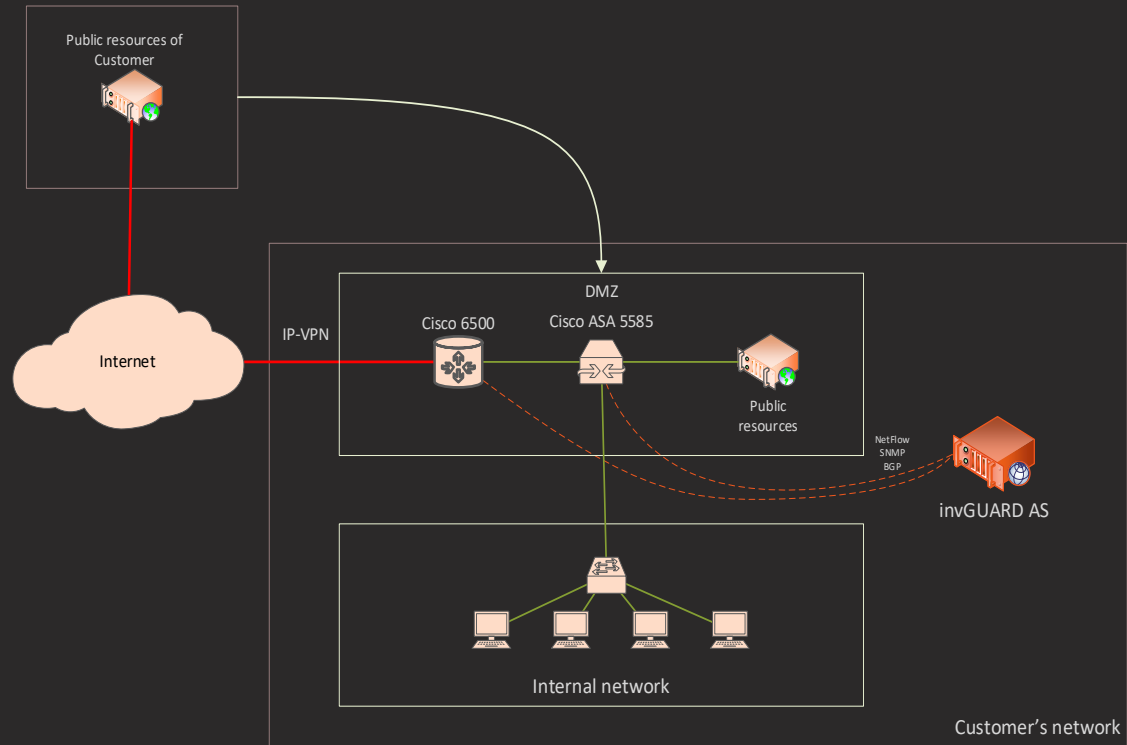 Public resources of
Customer
DMZ
Cisco 6500
Cisco ASA 5585
IP-VPN
Internet
Public
resources
NetFlow
SNMP
BGP
invGUARD AS
Internal network
Customer’s network